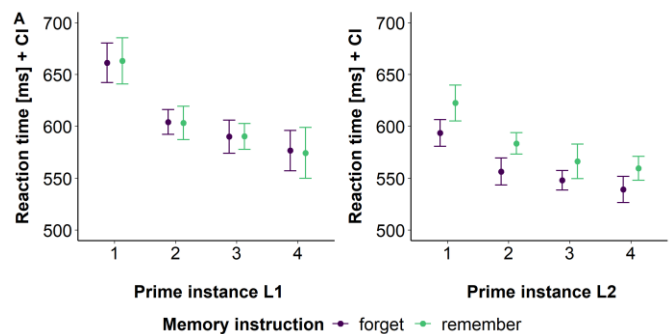 A
Reaction time [ms] + CI
700
650
600
550
500
1 2 3 4
Prime instance L1
Reaction time [ms] + CI
700
650
600
550
500
1 2 3 4
Prime instance L2
Memory instruction forget remember